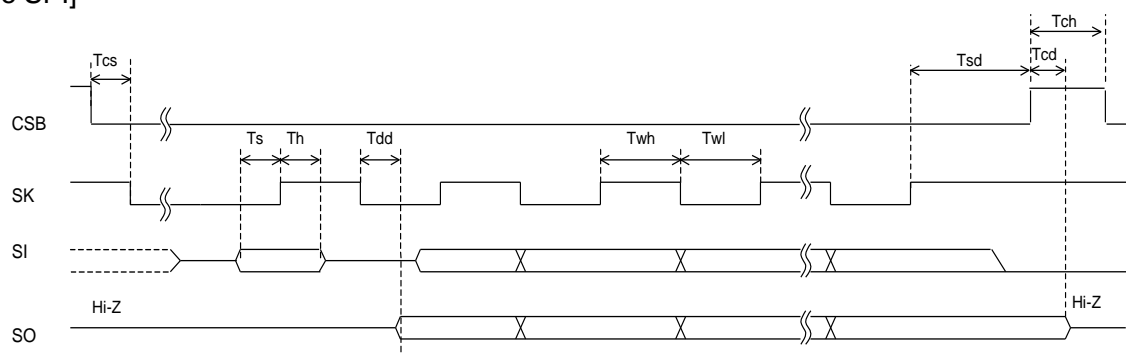 Tch
Tcs Tsd Tcd
CSB
Ts Th Tdd Twh Twl
SK
SI
Hi-Z Hi-Z
SO